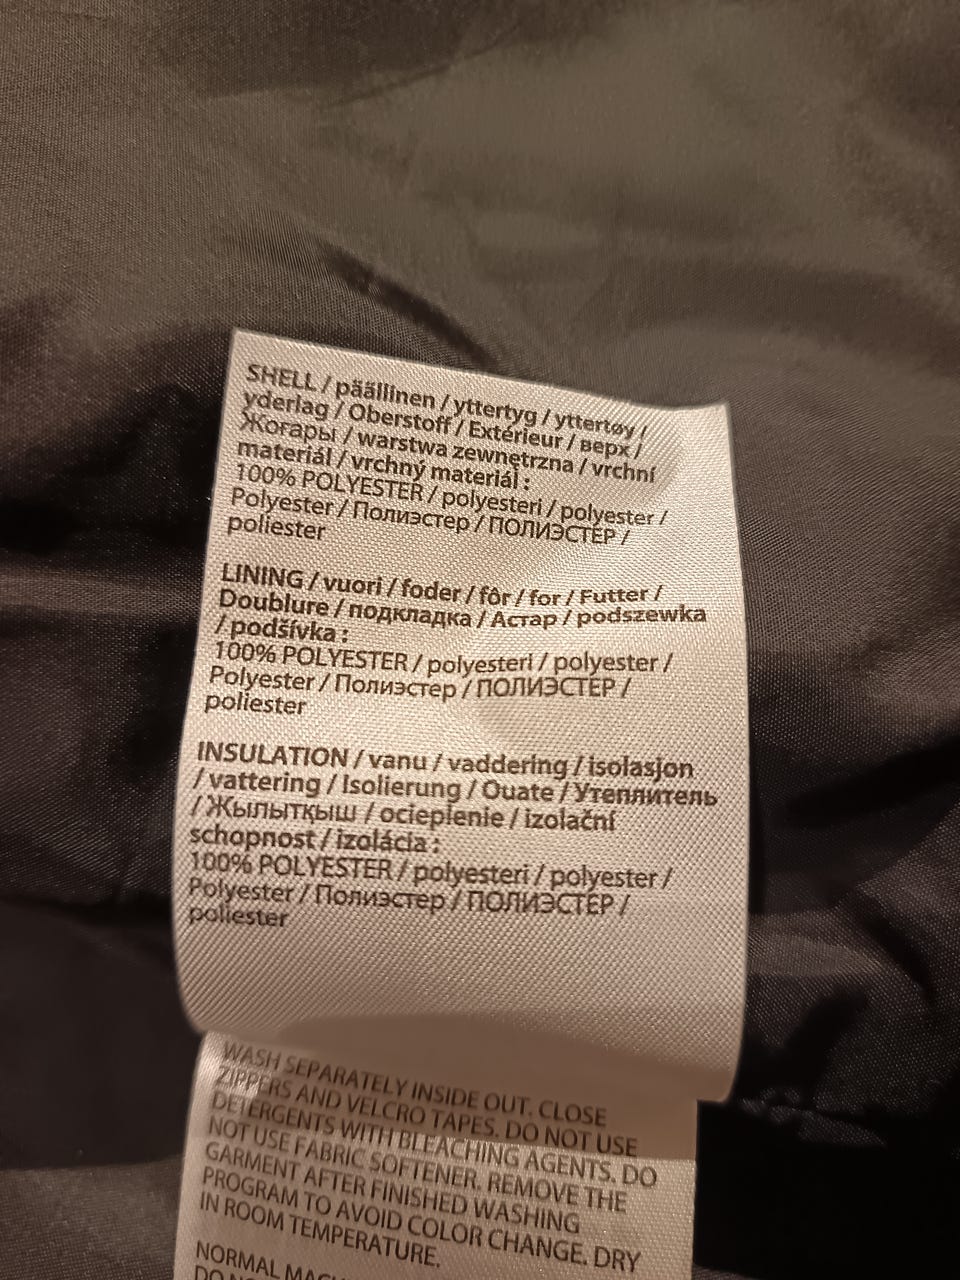 SHELL / päällinen / yttertyg / yttertøy /
yderlag / Oberstoff / Extérieur / верх /
Жоғары / warstwa zewnętrzna / vrchní
materiál / vrchný materiál :
100% POLYESTER / polyesteri / polyester /
Polyester / Полиэстер / ПОЛИЭСТЕР /
poliester
LINING / vuori / foder / fôr / for / Futter /
Doublure / подкладка / Астар / podszewka
/ podšívka :
100% POLYESTER / polyesteri / polyester /
Polyester / Полиэстер / ПОЛИЭСТЕР /
poliester
INSULATION / vanu / vaddering / isolasjon
/ vattering / Isolierung / Ouate / Утеплитель
/ Жылытқыш / ocieplenie / izolační
schopnost / izolácia :
100% POLYESTER / polyesteri / polyester /
Polyester / Полиэстер / ПОЛИЭСТЕР /
poliester
WASH SEPARATELY INSIDE OUT. CLOSE
ZIPPERS AND VELCRO TAPES. DO NOT USE
DETERGENTS WITH BLEACHING AGENTS. DO
NOT USE FABRIC SOFTENER. REMOVE THE
GARMENT AFTER FINISHED WASHING
PROGRAM TO AVOID COLOR CHANGE. DRY
IN ROOM TEMPERATURE.
NORMAL
DO